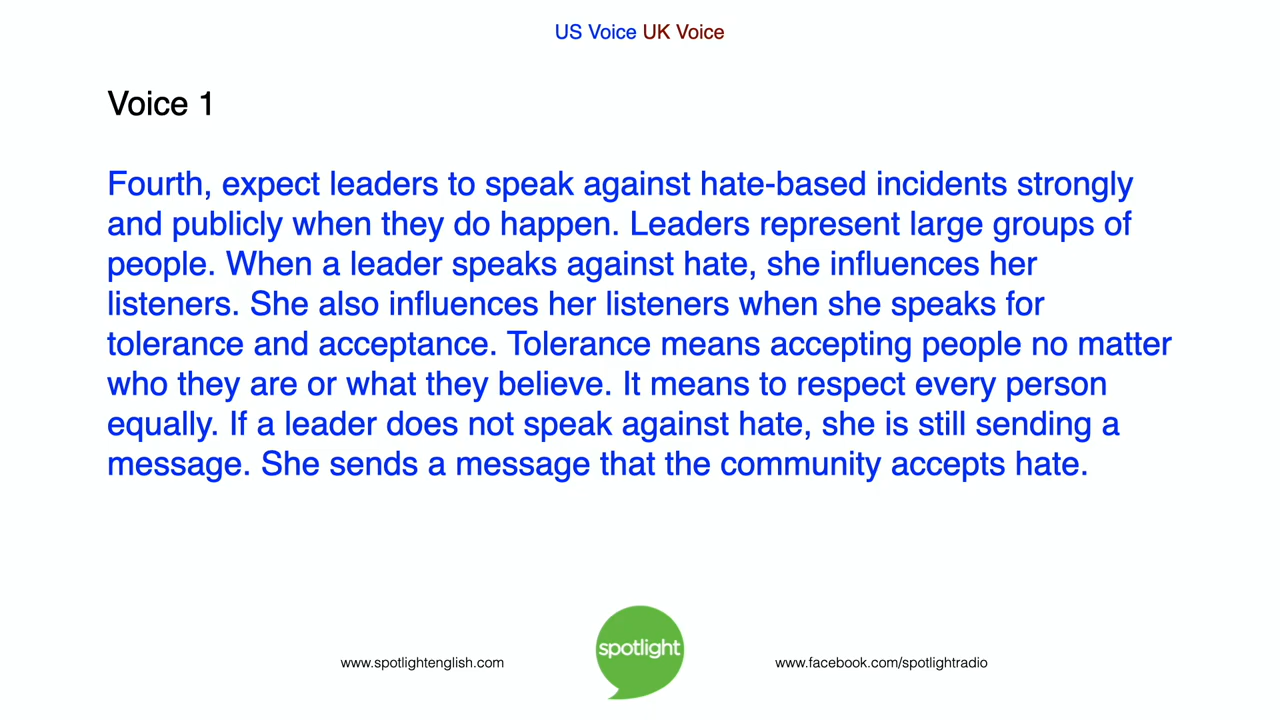 US Voice UK Voice
Voice 1
Fourth, expect leaders to speak against hate-based incidents strongly
and publicly when they do happen. Leaders represent large groups of
people. When a leader speaks against hate, she influences her
listeners. She also influences her listeners when she speaks for
tolerance and acceptance. Tolerance means accepting people no matter
who they are or what they believe. It means to respect every person
equally. If a leader does not speak against hate, she is still sending a
message. She sends a message that the community accepts hate.
spotlight
www.spotlightenglish.com
www.facebook.com/spotlightradio